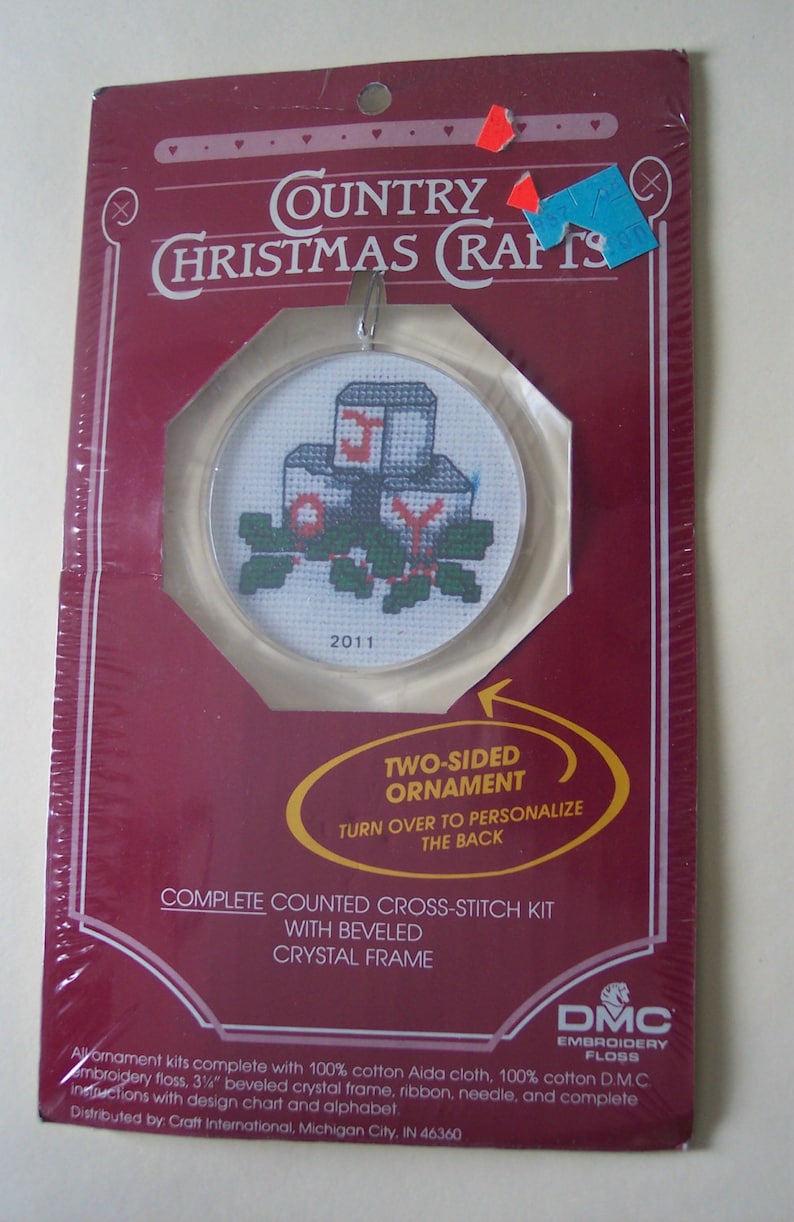 COUNTRY
CHRISTMAS CRAFTS
J
O Y
2011
TWO-SIDED
ORNAMENT
TURN OVER TO PERSONALIZE
THE BACK
COMPLETE COUNTED CROSS-STITCH KIT
WITH BEVELED
CRYSTAL FRAME
DMC
EMBROIDERY
FLOSS
All ornament kits complete with 100% cotton Aida cloth, 100% cotton D.M.C.
embroidery floss, 3¼" beveled crystal frame, ribbon, needle, and complete
instructions with design chart and alphabet.
Distributed by: Craft International, Michigan City, IN 46360